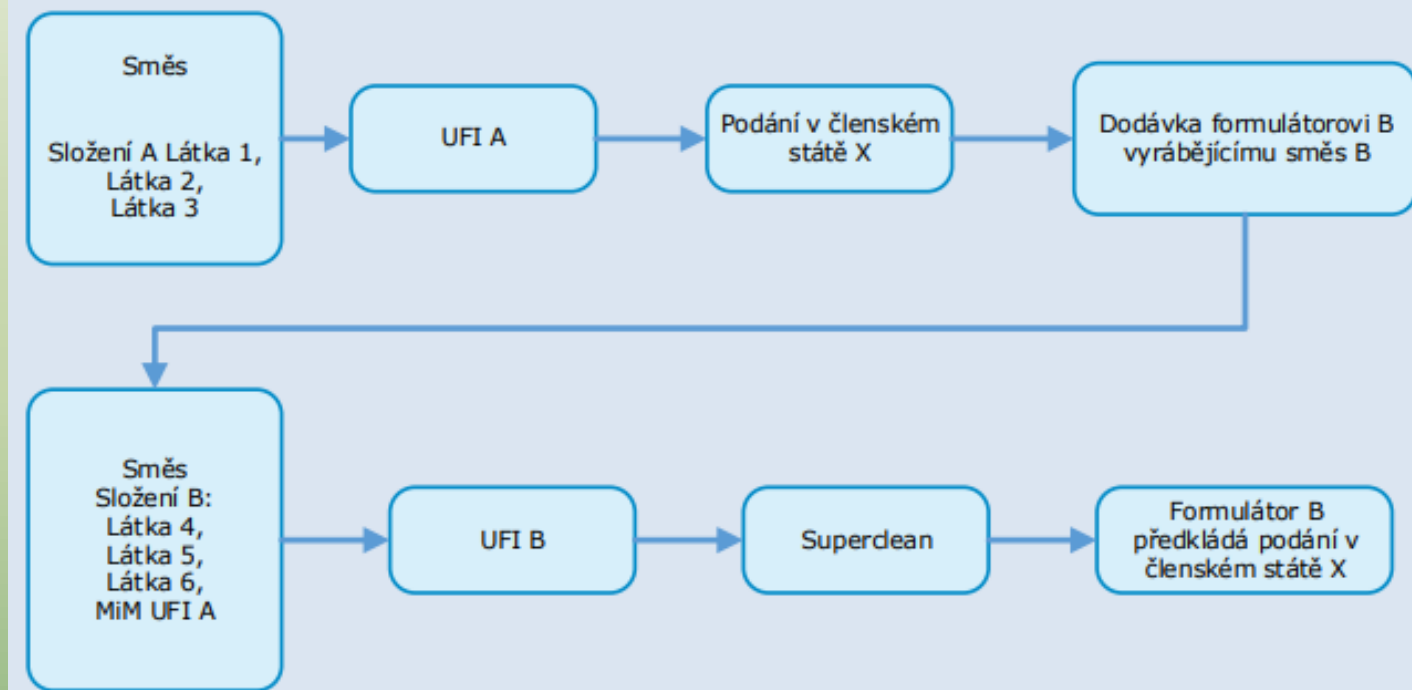 Směs
Složení A Látka 1,
Látka 2,
Látka 3
UFI A
Podání v členském
státě X
Dodávka formulátorovi B
vyrábějícímu směs B
Směs
Složení B:
Látka 4,
Látka 5,
Látka 6,
MiM UFI A
UFI B
Superclean
Formulátor B
předkládá podání v
členském státě X